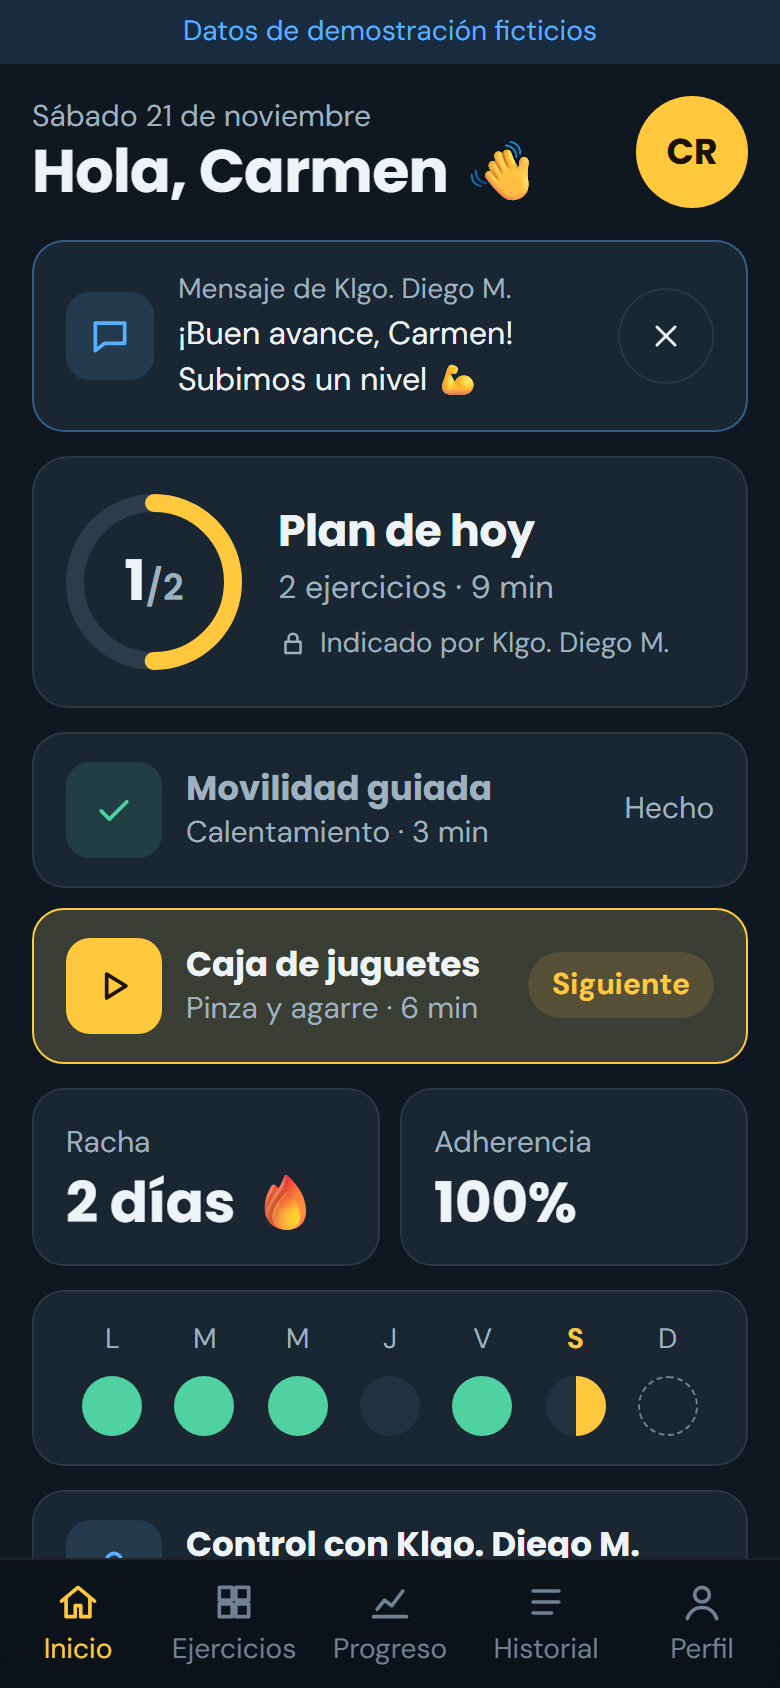 Datos de demostración ficticios
Sábado 21 de noviembre
Hola, Carmen 👋
CR
Mensaje de Klgo. Diego M.
¡Buen avance, Carmen!
Subimos un nivel 💪
1/2
Plan de hoy
2 ejercicios · 9 min
Indicado por Klgo. Diego M.
Movilidad guiada
Calentamiento · 3 min
Hecho
Caja de juguetes
Pinza y agarre · 6 min
Siguiente
Racha
2 días 🔥
Adherencia
100%
L M M J V S D
Control con Klgo. Diego M.
Inicio Ejercicios Progreso Historial Perfil